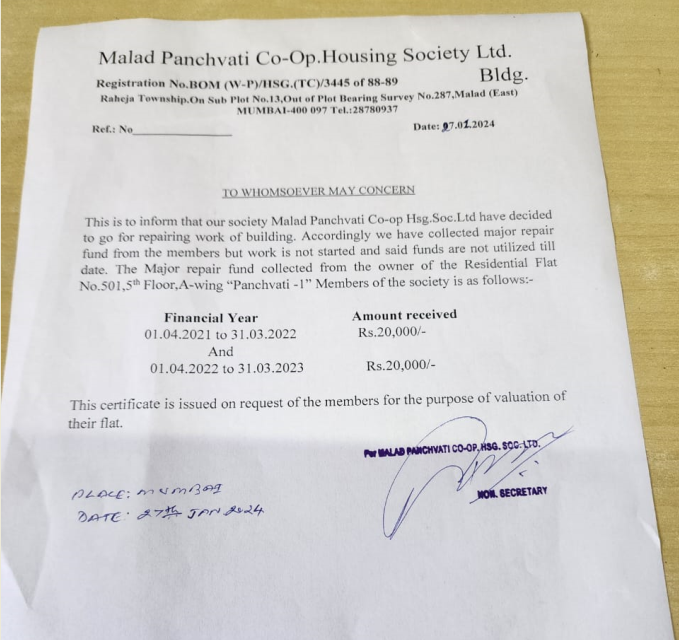 Malad Panchvati Co-Op.Housing Society Ltd.
Bldg.
Registration No.BOM (W-P)/HSG.(TC)/3445 of 88-89
Raheja Township.On Sub Plot No.13,Out of Plot Bearing Survey No.287,Malad (East)
MUMBAI-400 097 Tel.:28780937
Ref.: No
Date: 27.01.2024
TO WHOMSOEVER MAY CONCERN
This is to inform that our society Malad Panchvati Co-op Hsg.Soc.Ltd have decided
to go for repairing work of building. Accordingly we have collected major repair
fund from the members but work is not started and said funds are not utilized till
date. The Major repair fund collected from the owner of the Residential Flat
No.501,5th Floor,A-wing “Panchvati -1” Members of the society is as follows:-
Financial Year Amount received
01.04.2021 to 31.03.2022 Rs.20,000/-
And
01.04.2022 to 31.03.2023 Rs.20,000/-
This certificate is issued on request of the members for the purpose of valuation of
their flat.
For MALAD PANCHVATI CO-OP. HSG. SOC. LTD.
HON. SECRETARY
PLACE: MUMBAI
DATE: 27th JAN 2024